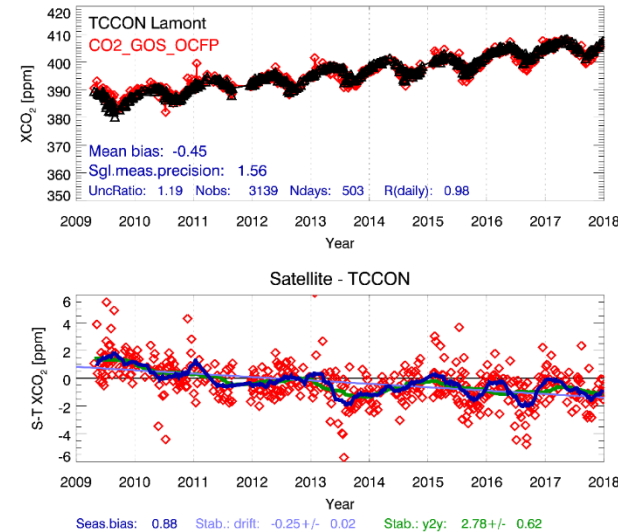 420
TCCON Lamont
CO2_GOS_OCFP
410
400
390
380
370
360
350
XCO2 [ppm]
Mean bias: -0.45
Sgl.meas.precision: 1.56
UncRatio: 1.19 Nobs: 3139 Ndays: 503 R(daily): 0.98
2009 2010 2011 2012 2013 2014 2015 2016 2017 2018
Year
Satellite - TCCON
6
4
2
0
-2
-4
-6
S-T XCO2 [ppm]
2009 2010 2011 2012 2013 2014 2015 2016 2017 2018
Year
Seas.bias: 0.88 Stab.: drift: -0.25+/- 0.02 Stab.: y2y: 2.78+/- 0.62